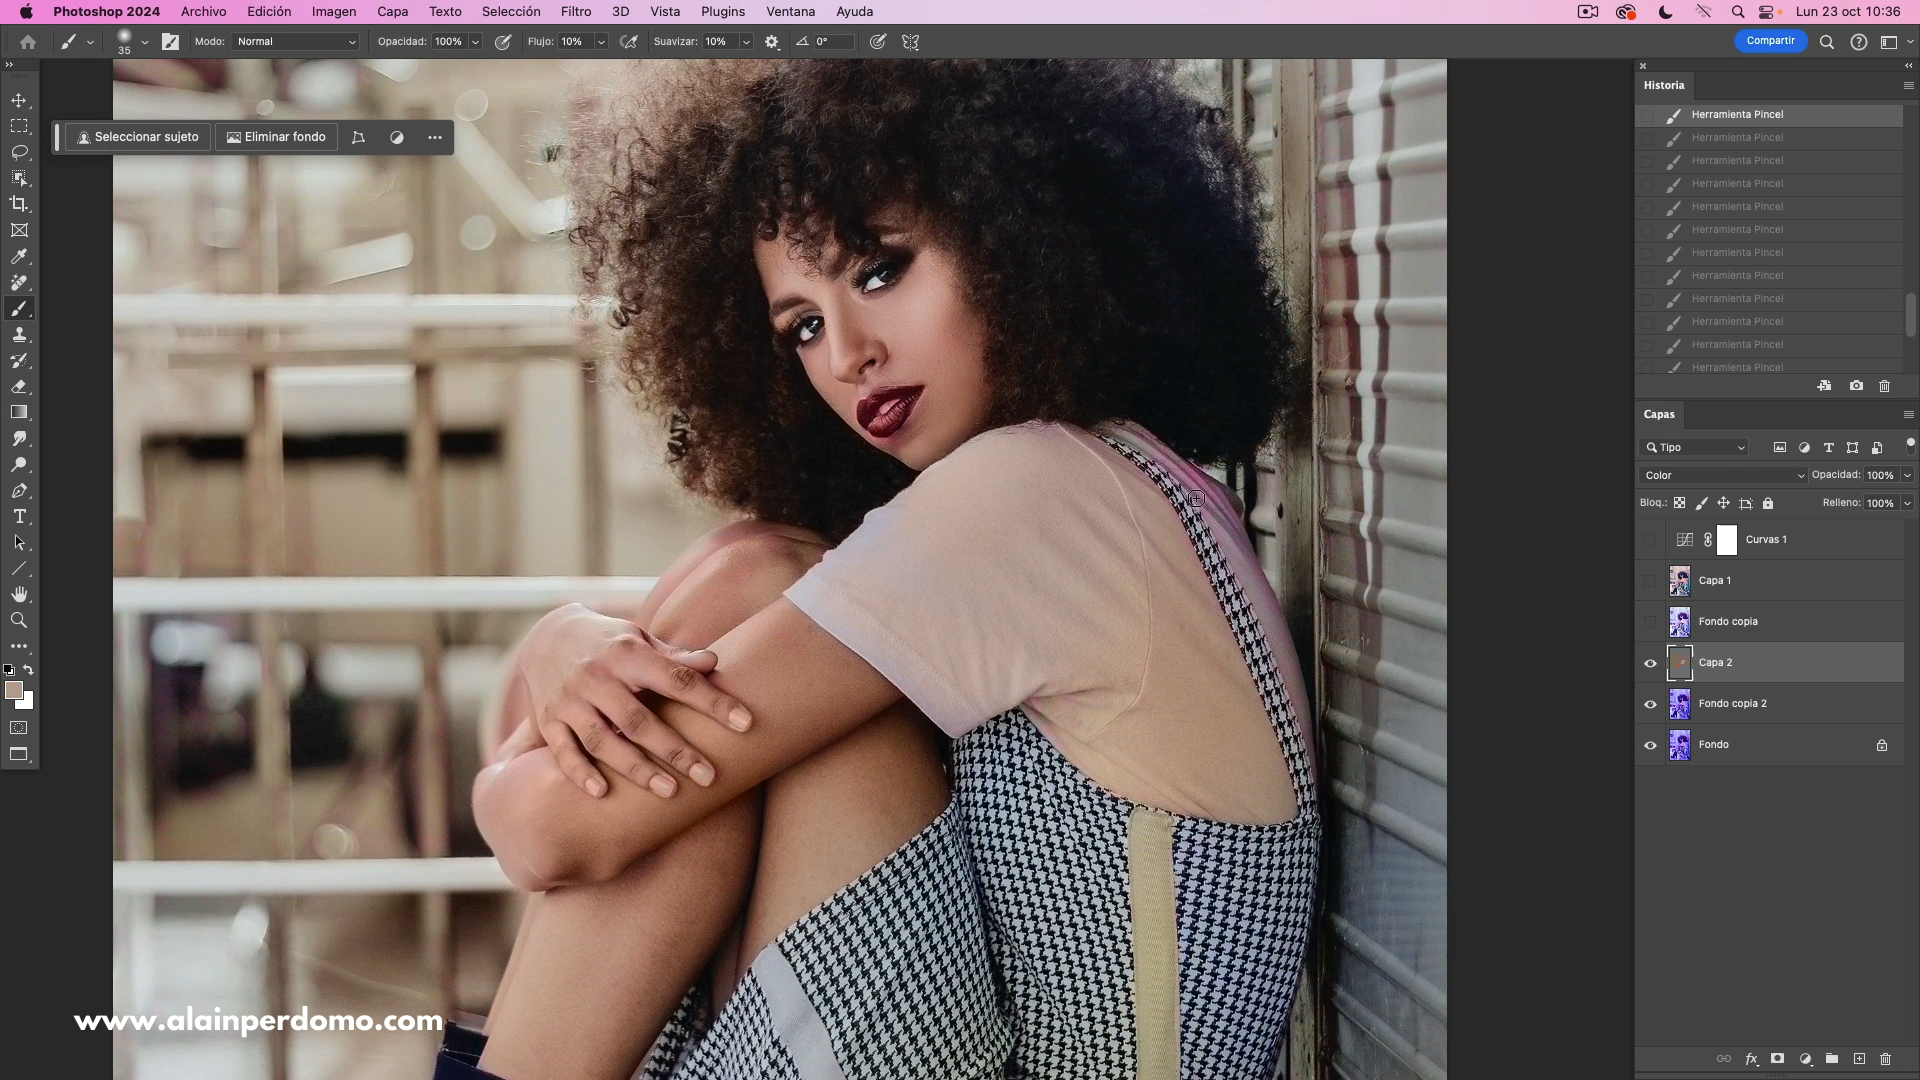 Photoshop 2024 Archivo Edición Imagen Capa Texto Selección Filtro 3D Vista Plugins Ventana Ayuda Lun 23 oct 10:36
35 Modo: Normal Opacidad: 100% Flujo: 10% Suavizar: 10% 0° Compartir
Seleccionar sujeto Eliminar fondo
Historia
Herramienta Pincel
Herramienta Pincel
Herramienta Pincel
Herramienta Pincel
Herramienta Pincel
Herramienta Pincel
Herramienta Pincel
Herramienta Pincel
Herramienta Pincel
Herramienta Pincel
Herramienta Pincel
Herramienta Pincel
Capas
Tipo
Color Opacidad: 100%
Bloq.: Relleno: 100%
Curvas 1
Capa 1
Fondo copia
Capa 2
Fondo copia 2
Fondo
www.alainperdomo.com